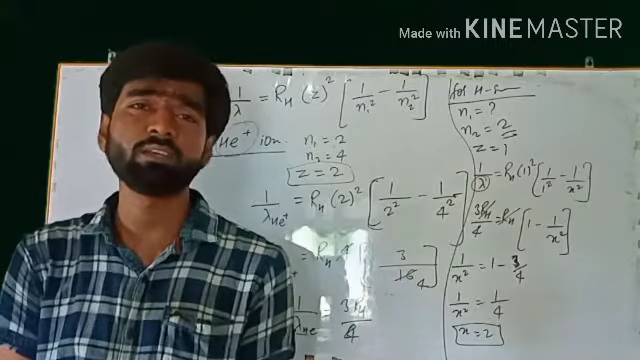 Made with KINEMASTER
1/λ = R_H (z)² [1/n₁² - 1/n₂²]
He⁺ ion
n₁ = 2
n₂ = 4
z = 2
1/λ_He⁺ = R_H (2)² [1/2² - 1/4²]
= R_H 4 [3/16 4]
1/λ_He = 3R_H/4
for H-
n₁ = ?
n₂ = 2
z = 1
1/λ = R_H (1)² [1/1² - 1/x²]
3R_H/4 = R_H [1 - 1/x²]
1/x² = 1 - 3/4
1/x² = 1/4
x = 2